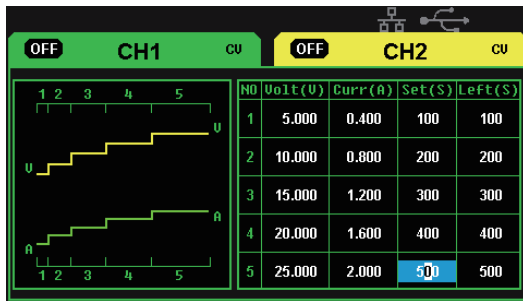 OFF CH1 CV OFF CH2 CV
1 2 3 4 5
V
V
A
A
1 2 3 4 5
NO Volt(V) Curr(A) Set(S) Left(S)
1 5.000 0.400 100 100
2 10.000 0.800 200 200
3 15.000 1.200 300 300
4 20.000 1.600 400 400
5 25.000 2.000 500 500